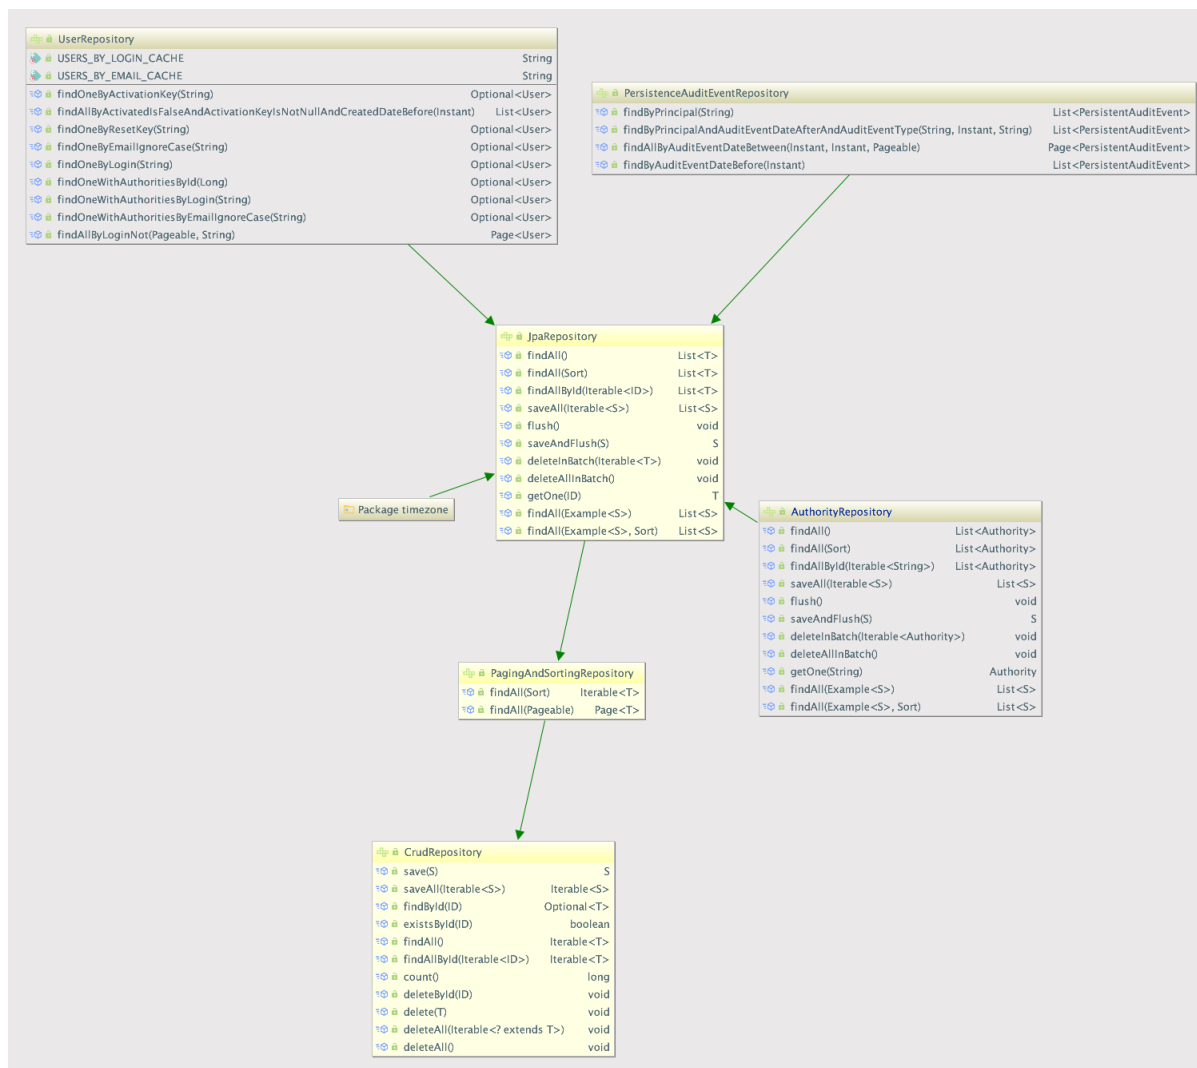 UserRepository
USERS_BY_LOGIN_CACHE String
USERS_BY_EMAIL_CACHE String
findOneByActivationKey(String) Optional<User>
findAllByActivatedIsFalseAndActivationKeyIsNotNullAndCreatedDateBefore(Instant) List<User>
findOneByResetKey(String) Optional<User>
findOneByEmailIgnoreCase(String) Optional<User>
findOneByLogin(String) Optional<User>
findOneWithAuthoritiesById(Long) Optional<User>
findOneWithAuthoritiesByLogin(String) Optional<User>
findOneWithAuthoritiesByEmailIgnoreCase(String) Optional<User>
findAllByLoginNot(Pageable, String) Page<User>
PersistenceAuditEventRepository
findByPrincipal(String) List<PersistentAuditEvent>
findByPrincipalAndAuditEventDateAfterAndAuditEventType(String, Instant, String) List<PersistentAuditEvent>
findAllByAuditEventDateBetween(Instant, Instant, Pageable) Page<PersistentAuditEvent>
findByAuditEventDateBefore(Instant) List<PersistentAuditEvent>
JpaRepository
findAll() List<T>
findAll(Sort) List<T>
findAllById(Iterable<ID>) List<T>
saveAll(Iterable<S>) List<S>
flush() void
saveAndFlush(S) S
deleteInBatch(Iterable<T>) void
deleteAllInBatch() void
getOne(ID) T
findAll(Example<S>) List<S>
findAll(Example<S>, Sort) List<S>
Package timezone
AuthorityRepository
findAll() List<Authority>
findAll(Sort) List<Authority>
findAllById(Iterable<String>) List<Authority>
saveAll(Iterable<S>) List<S>
flush() void
saveAndFlush(S) S
deleteInBatch(Iterable<Authority>) void
deleteAllInBatch() void
getOne(String) Authority
findAll(Example<S>) List<S>
findAll(Example<S>, Sort) List<S>
PagingAndSortingRepository
findAll(Sort) Iterable<T>
findAll(Pageable) Page<T>
CrudRepository
save(S) S
saveAll(Iterable<S>) Iterable<S>
findById(ID) Optional<T>
existsById(ID) boolean
findAll() Iterable<T>
findAllById(Iterable<ID>) Iterable<T>
count() long
deleteById(ID) void
delete(T) void
deleteAll(Iterable<? extends T>) void
deleteAll() void